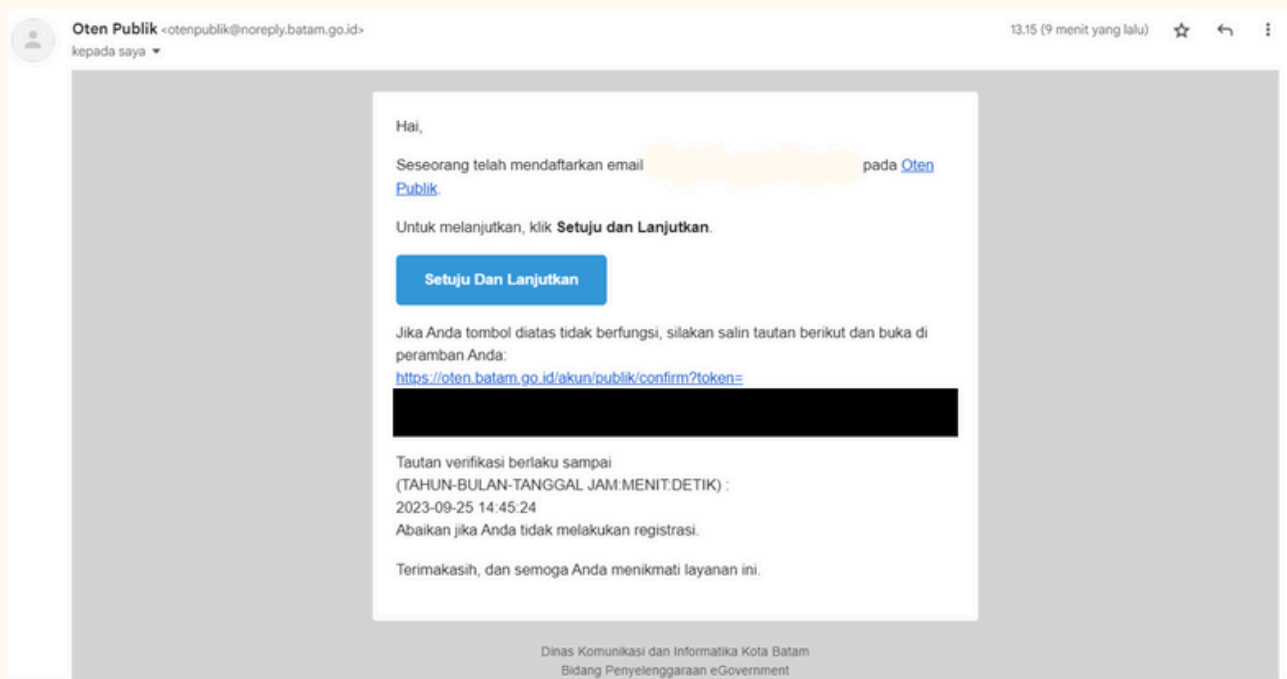 Oten Publik <otenpublik@noreply.batam.go.id>
13.15 (9 menit yang lalu)
kepada saya
Hai,
Seseorang telah mendaftarkan email pada Oten
Publik.
Untuk melanjutkan, klik Setuju dan Lanjutkan.
Setuju Dan Lanjutkan
Jika Anda tombol diatas tidak berfungsi, silakan salin tautan berikut dan buka di
peramban Anda:
https://oten.batam.go.id/akun/publik/confirm?token=
Tautan verifikasi berlaku sampai
(TAHUN-BULAN-TANGGAL JAM:MENIT:DETIK) :
2023-09-25 14:45:24
Abaikan jika Anda tidak melakukan registrasi.
Terimakasih, dan semoga Anda menikmati layanan ini.
Dinas Komunikasi dan Informatika Kota Batam
Bidang Penyelenggaraan eGovernment